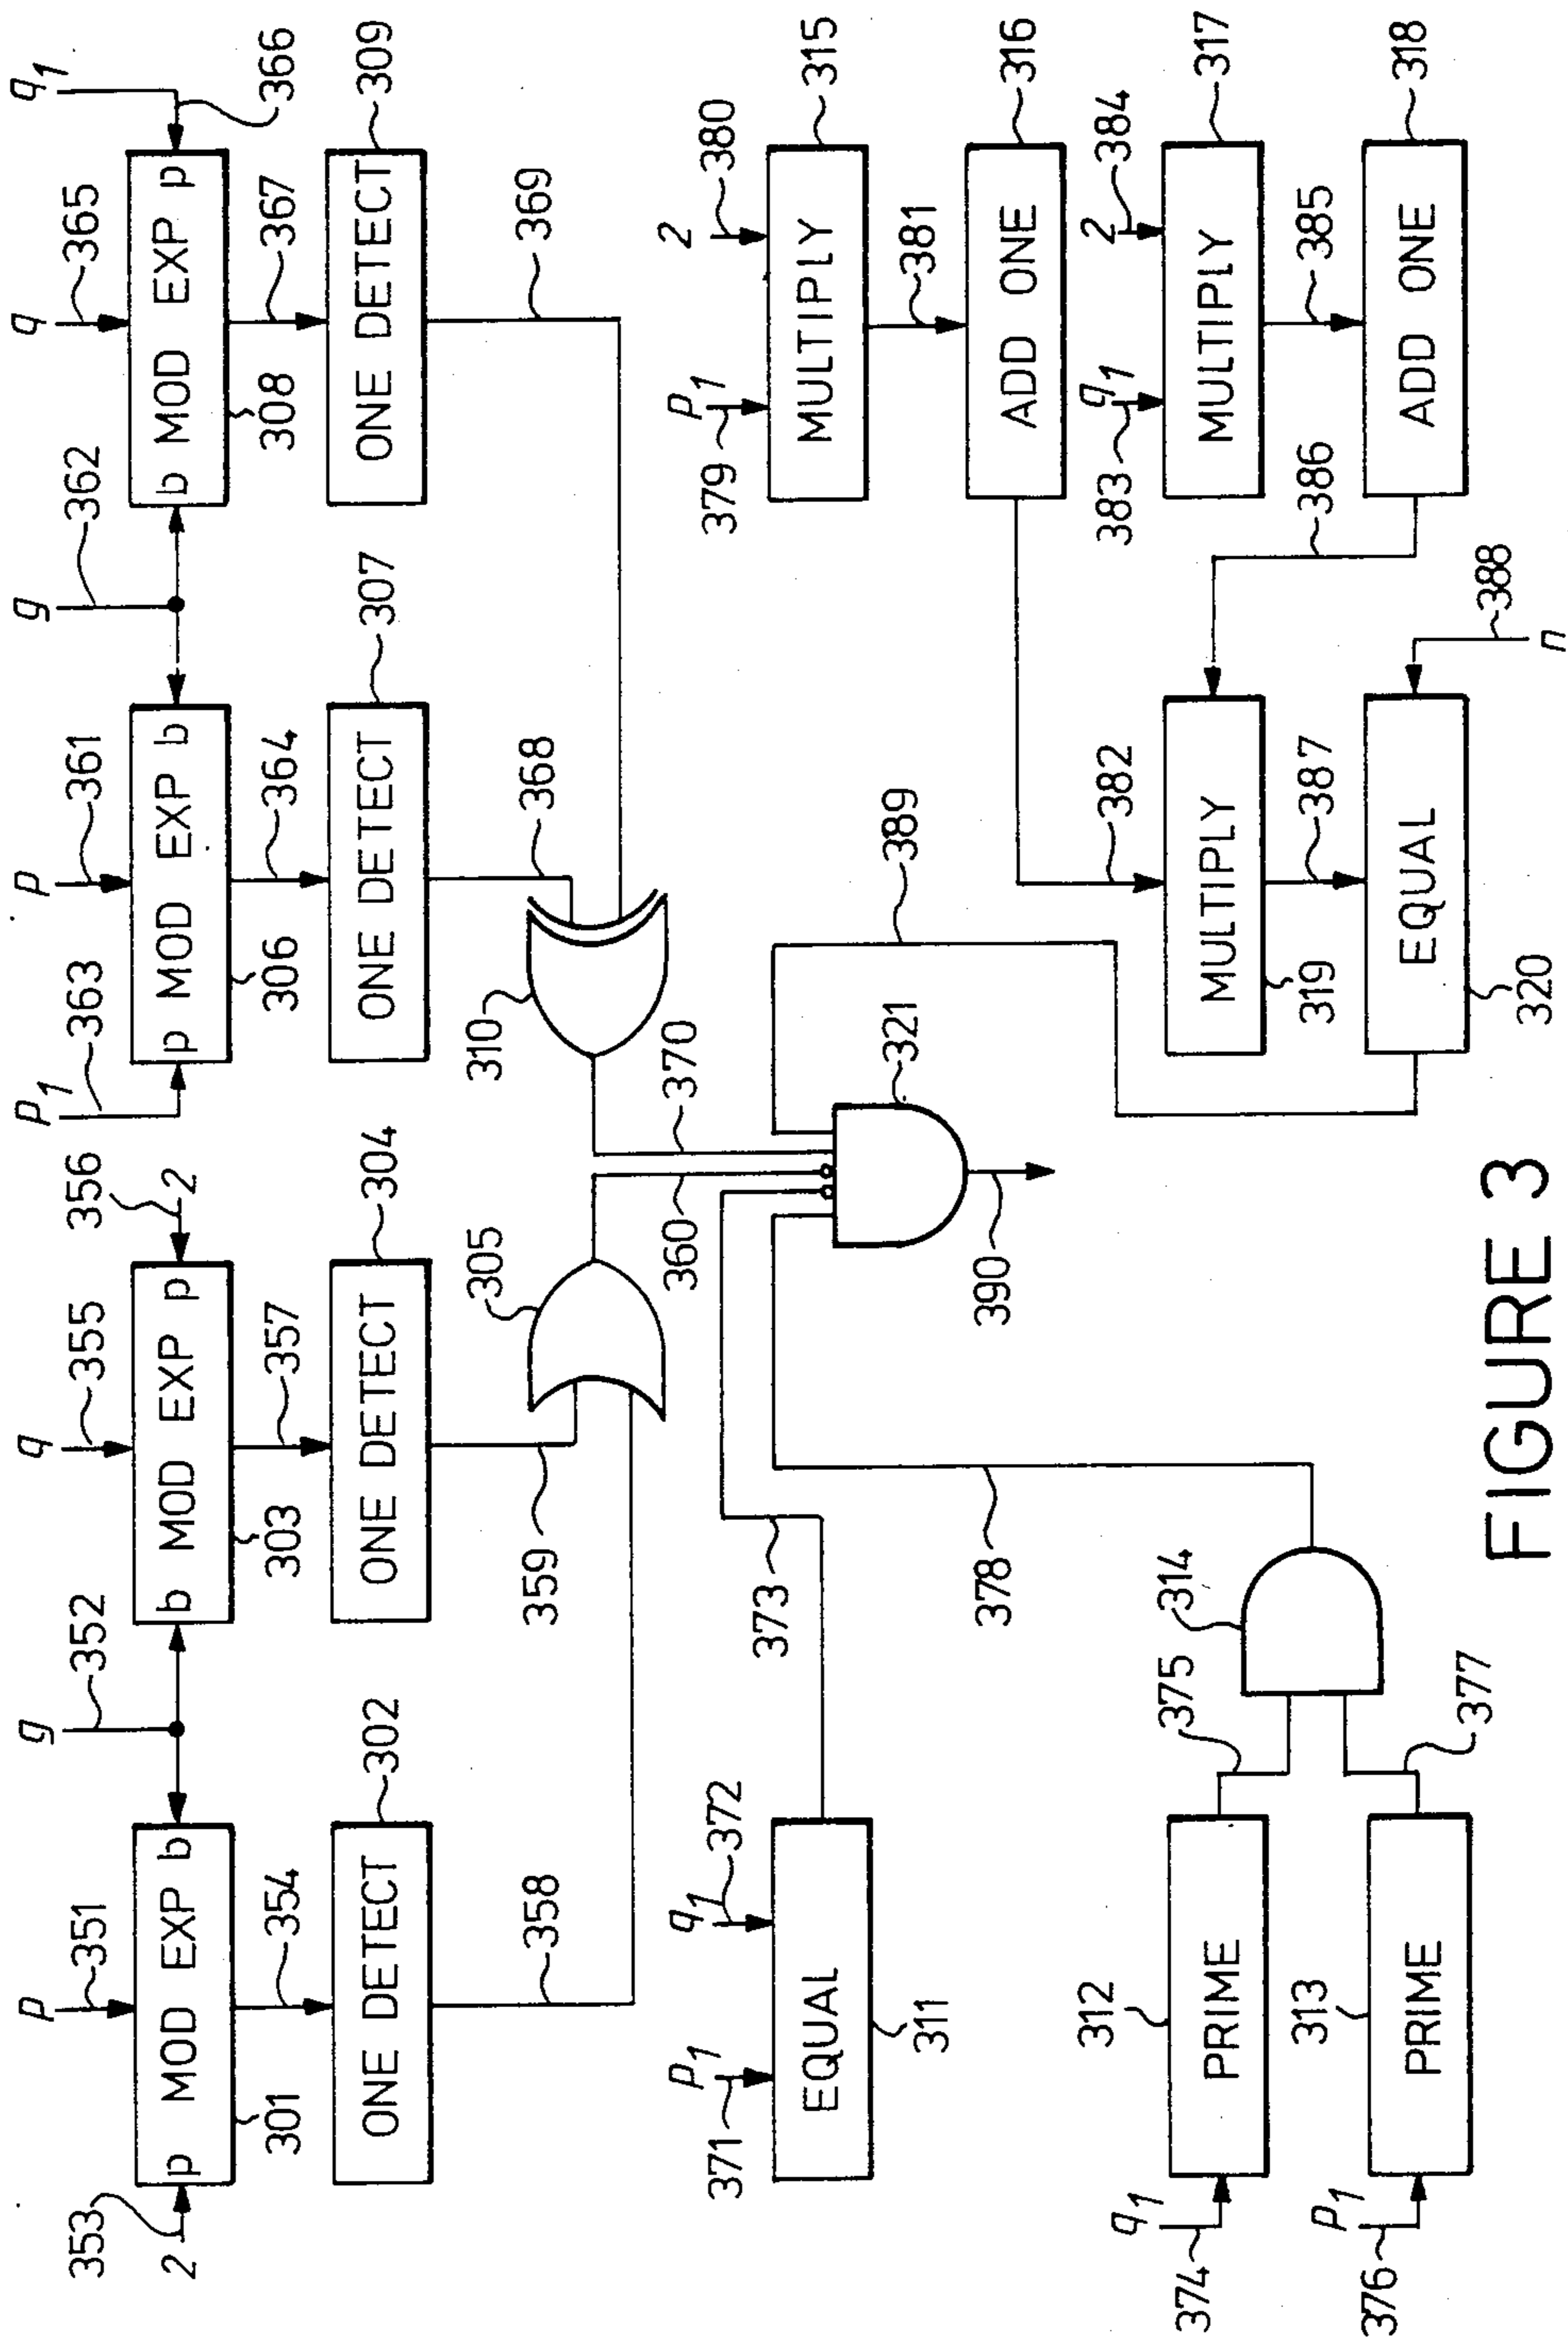 p
351
2
353
p MOD EXP b
301
354
ONE DETECT
302
358
g
352
q
355
2
356
b MOD EXP p
303
357
ONE DETECT
304
359
305
360
p1
363
p
361
p MOD EXP b
306
364
ONE DETECT
307
368
g
362
q
365
q1
366
b MOD EXP p
308
367
ONE DETECT
309
369
310
370
p1
371
q1
372
EQUAL
311
373
q1
374
312
PRIME
375
p1
376
313
PRIME
377
314
378
321
390
389
p1
379
2
380
MULTIPLY
315
381
ADD ONE
316
382
q1
383
2
384
MULTIPLY
317
385
ADD ONE
318
386
MULTIPLY
319
387
EQUAL
320
388
n
FIGURE 3